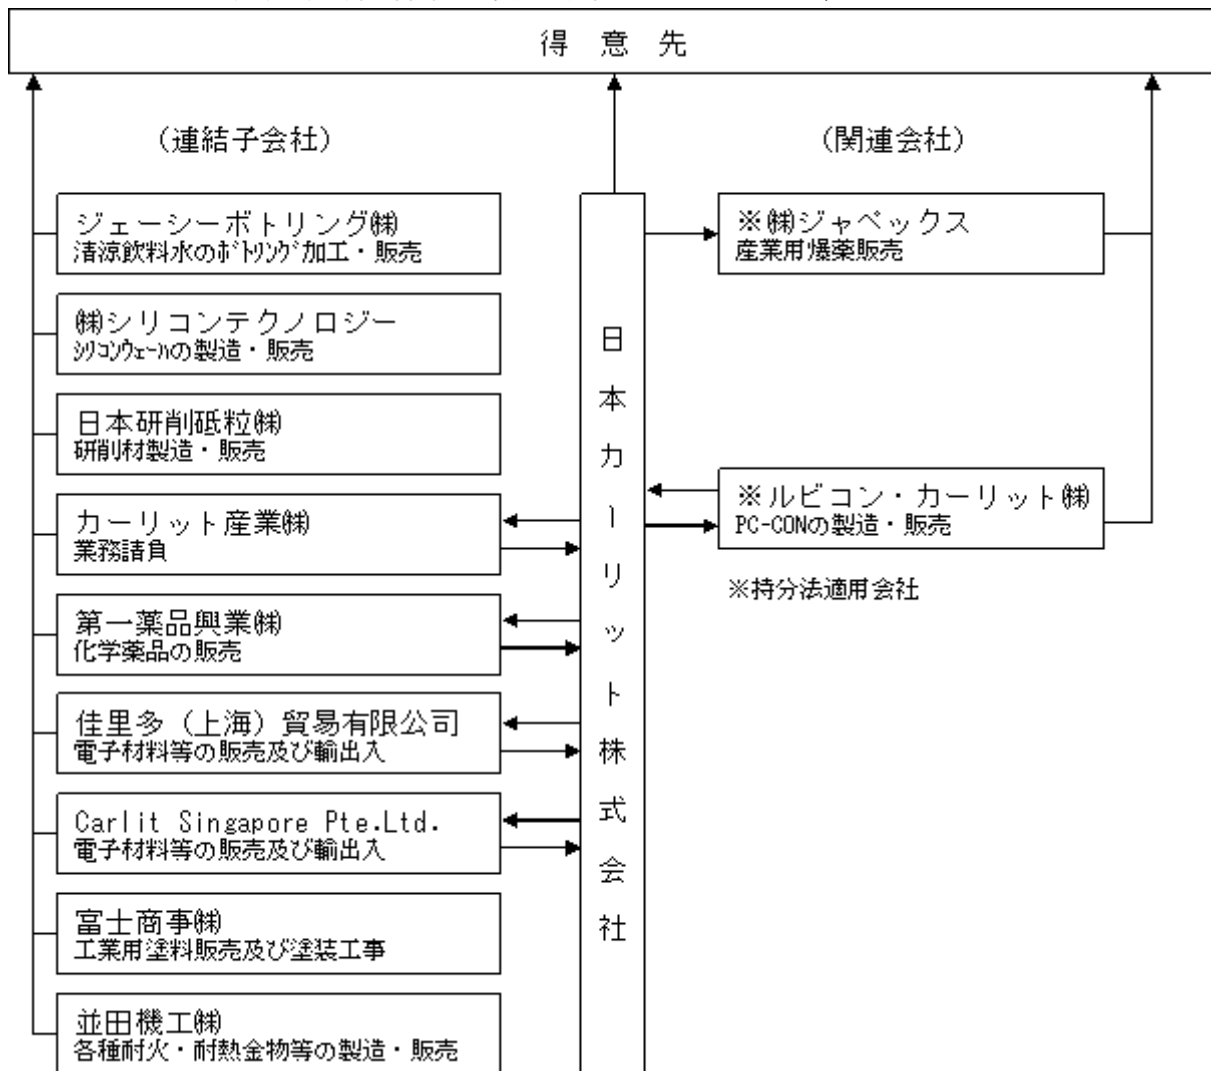 得意先
(連結子会社)
(関連会社)
ジェーシーボトリング㈱
清涼飲料水のﾎﾞﾄﾘﾝｸﾞ加工・販売
㈱シリコンテクノロジー
ｼﾘｺﾝｳｪｰﾊの製造・販売
日本研削砥粒㈱
研削材製造・販売
カーリット産業㈱
業務請負
第一薬品興業㈱
化学薬品の販売
佳里多（上海）貿易有限公司
電子材料等の販売及び輸出入
Carlit Singapore Pte.Ltd.
電子材料等の販売及び輸出入
富士商事㈱
工業用塗料販売及び塗装工事
並田機工㈱
各種耐火・耐熱金物等の製造・販売
日本カーリット株式会社
※㈱ジャペックス
産業用爆薬販売
※ルビコン・カーリット㈱
PC-CONの製造・販売
※持分法適用会社